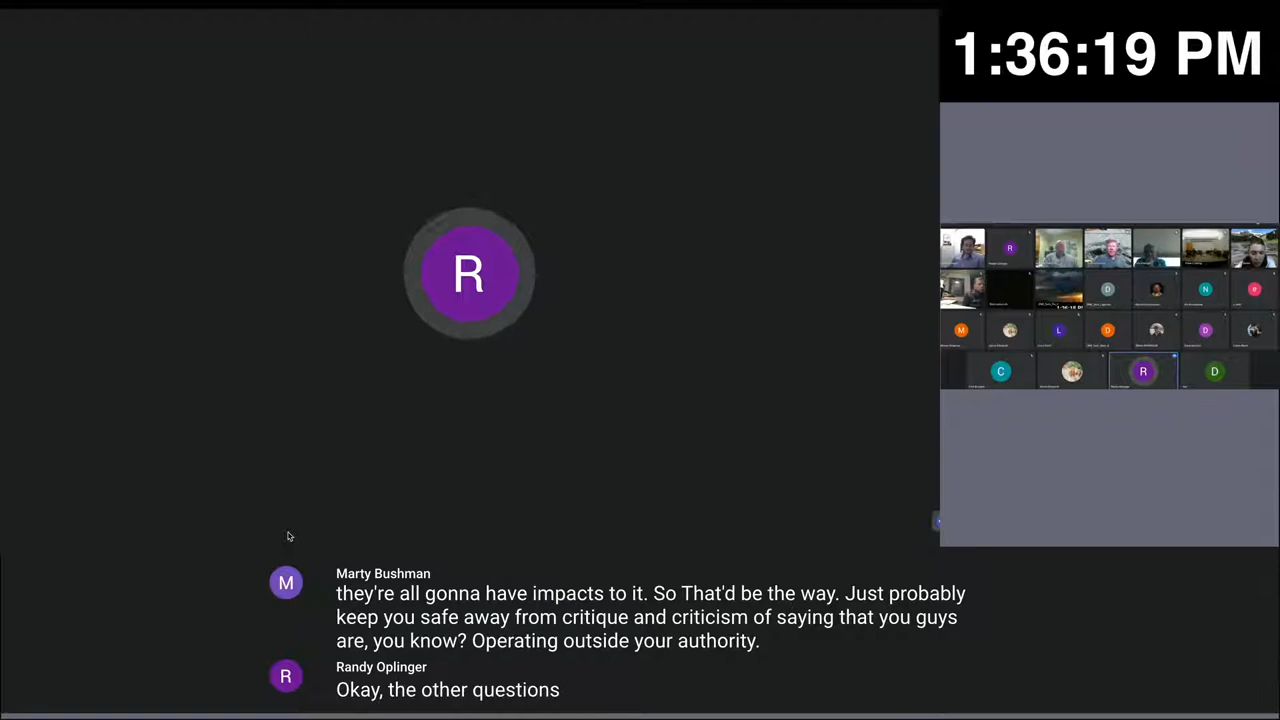 1:36:19 PM
R
R
D
N
M
L
D
D
C
R
D
M
Marty Bushman
they're all gonna have impacts to it. So That'd be the way. Just probably
keep you safe away from critique and criticism of saying that you guys
are, you know? Operating outside your authority.
R
Randy Oplinger
Okay, the other questions